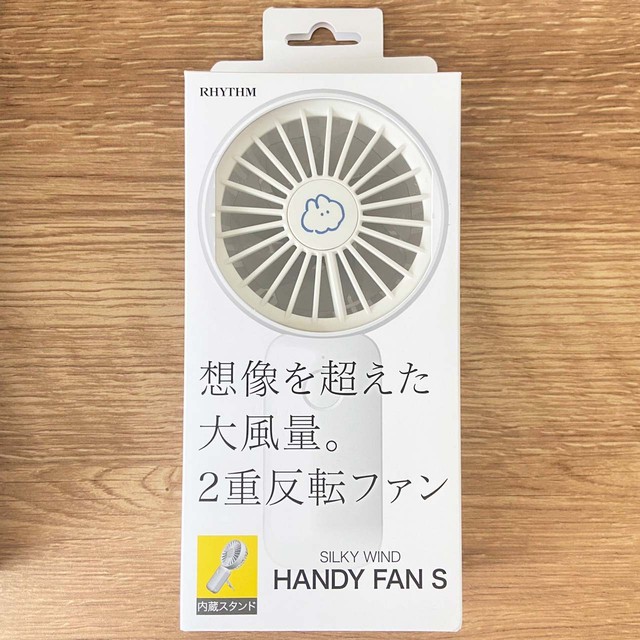 RHYTHM
想像を超えた
大風量。
2重反転ファン
SILKY WIND
HANDY FAN S
内蔵スタンド